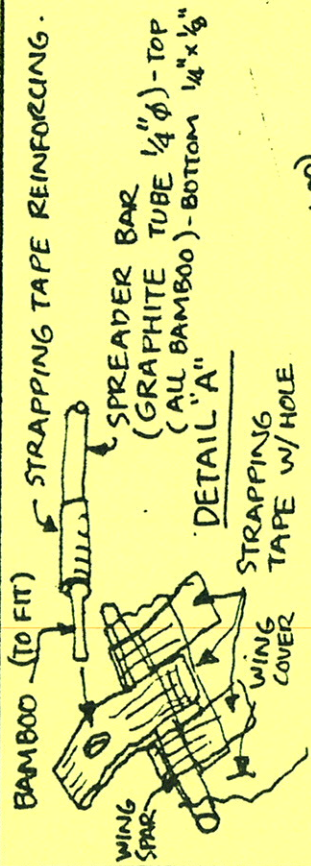 STRAPPING TAPE REINFORCING.
BAMBOO (TO FIT)
SPREADER BAR
(GRAPHITE TUBE 1/4" ϕ)-TOP
(ALL BAMBOO)-BOTTOM 1/4" x 1/8"
DETAIL "A"
STRAPPING
TAPE W/ HOLE
WING
SPAR
WING
COVER